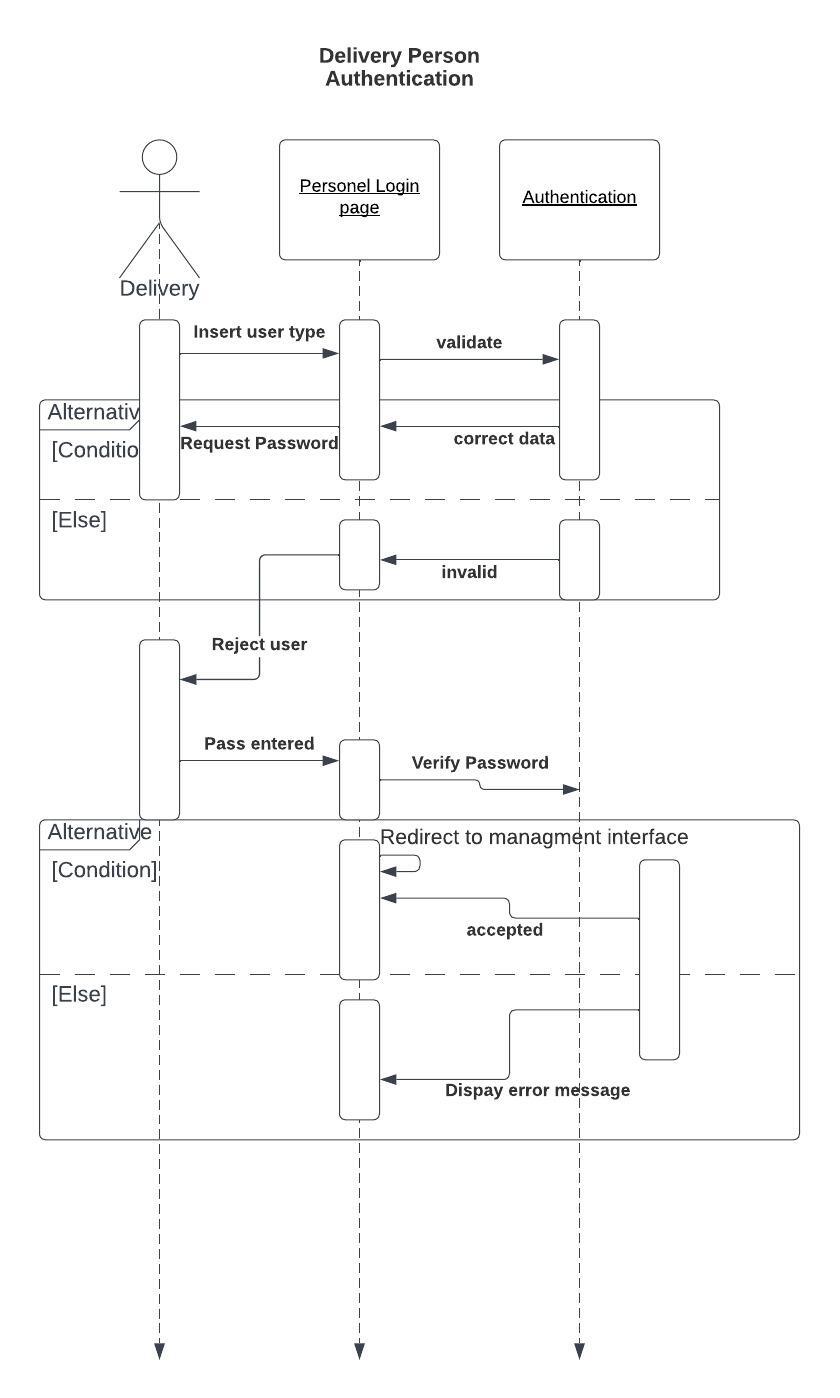 Delivery Person
Authentication
Personel Login
page
Authentication
Delivery
Insert user type
validate
Alternativ
[Conditio
Request Password
correct data
[Else]
invalid
Reject user
Pass entered
Verify Password
Alternative
Redirect to managment interface
[Condition]
accepted
[Else]
Dispay error message